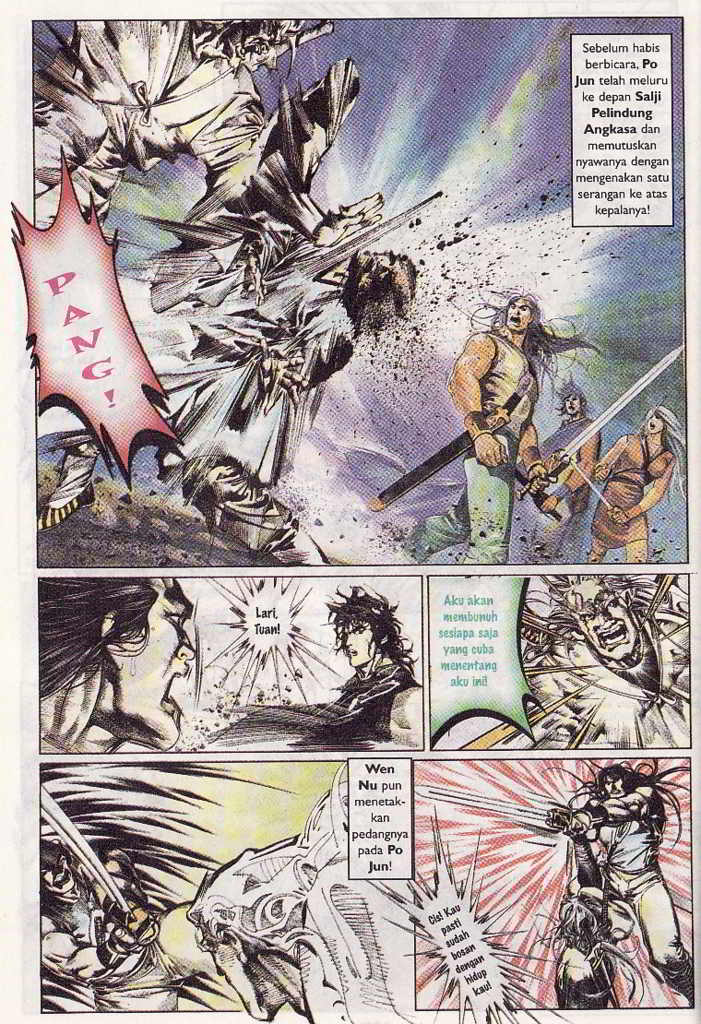 Sebelum habis
berbicara, Po
Jun telah meluru
ke depan Salji
Pelindung
Angkasa dan
memutuskan
nyawanya dengan
mengenakan satu
serangan ke atas
kepalanya!
PANG!
Lari,
Tuan!
Aku akan
membunuh
sesiapa saja
yang cuba
menentang
aku ini!
Wen
Nu pun
menetak-
kan
pedangnya
pada Po
Jun!
Cis! Kau
pasti
sudah
bosan
dengan
hidup
kau!